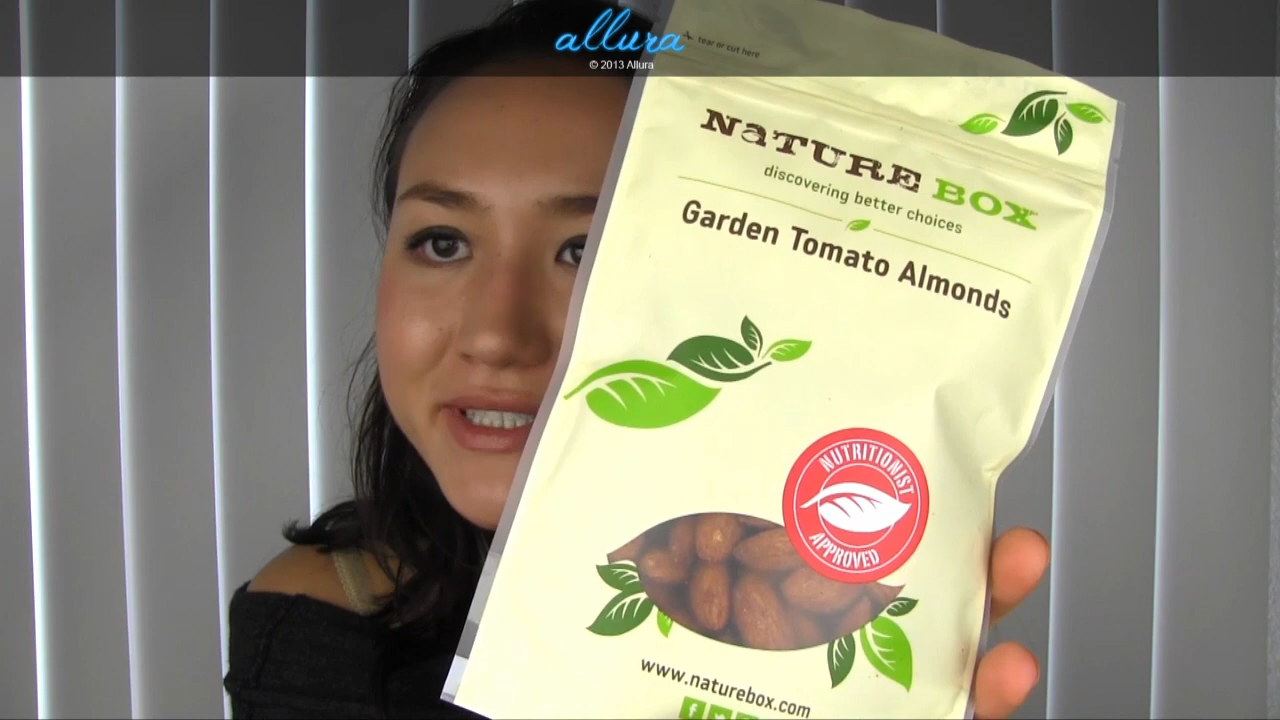 allura
© 2013 Allura
tear or cut here
NaTURE BOX
discovering better choices
Garden Tomato Almonds
NUTRITIONIST
APPROVED
www.naturebox.com